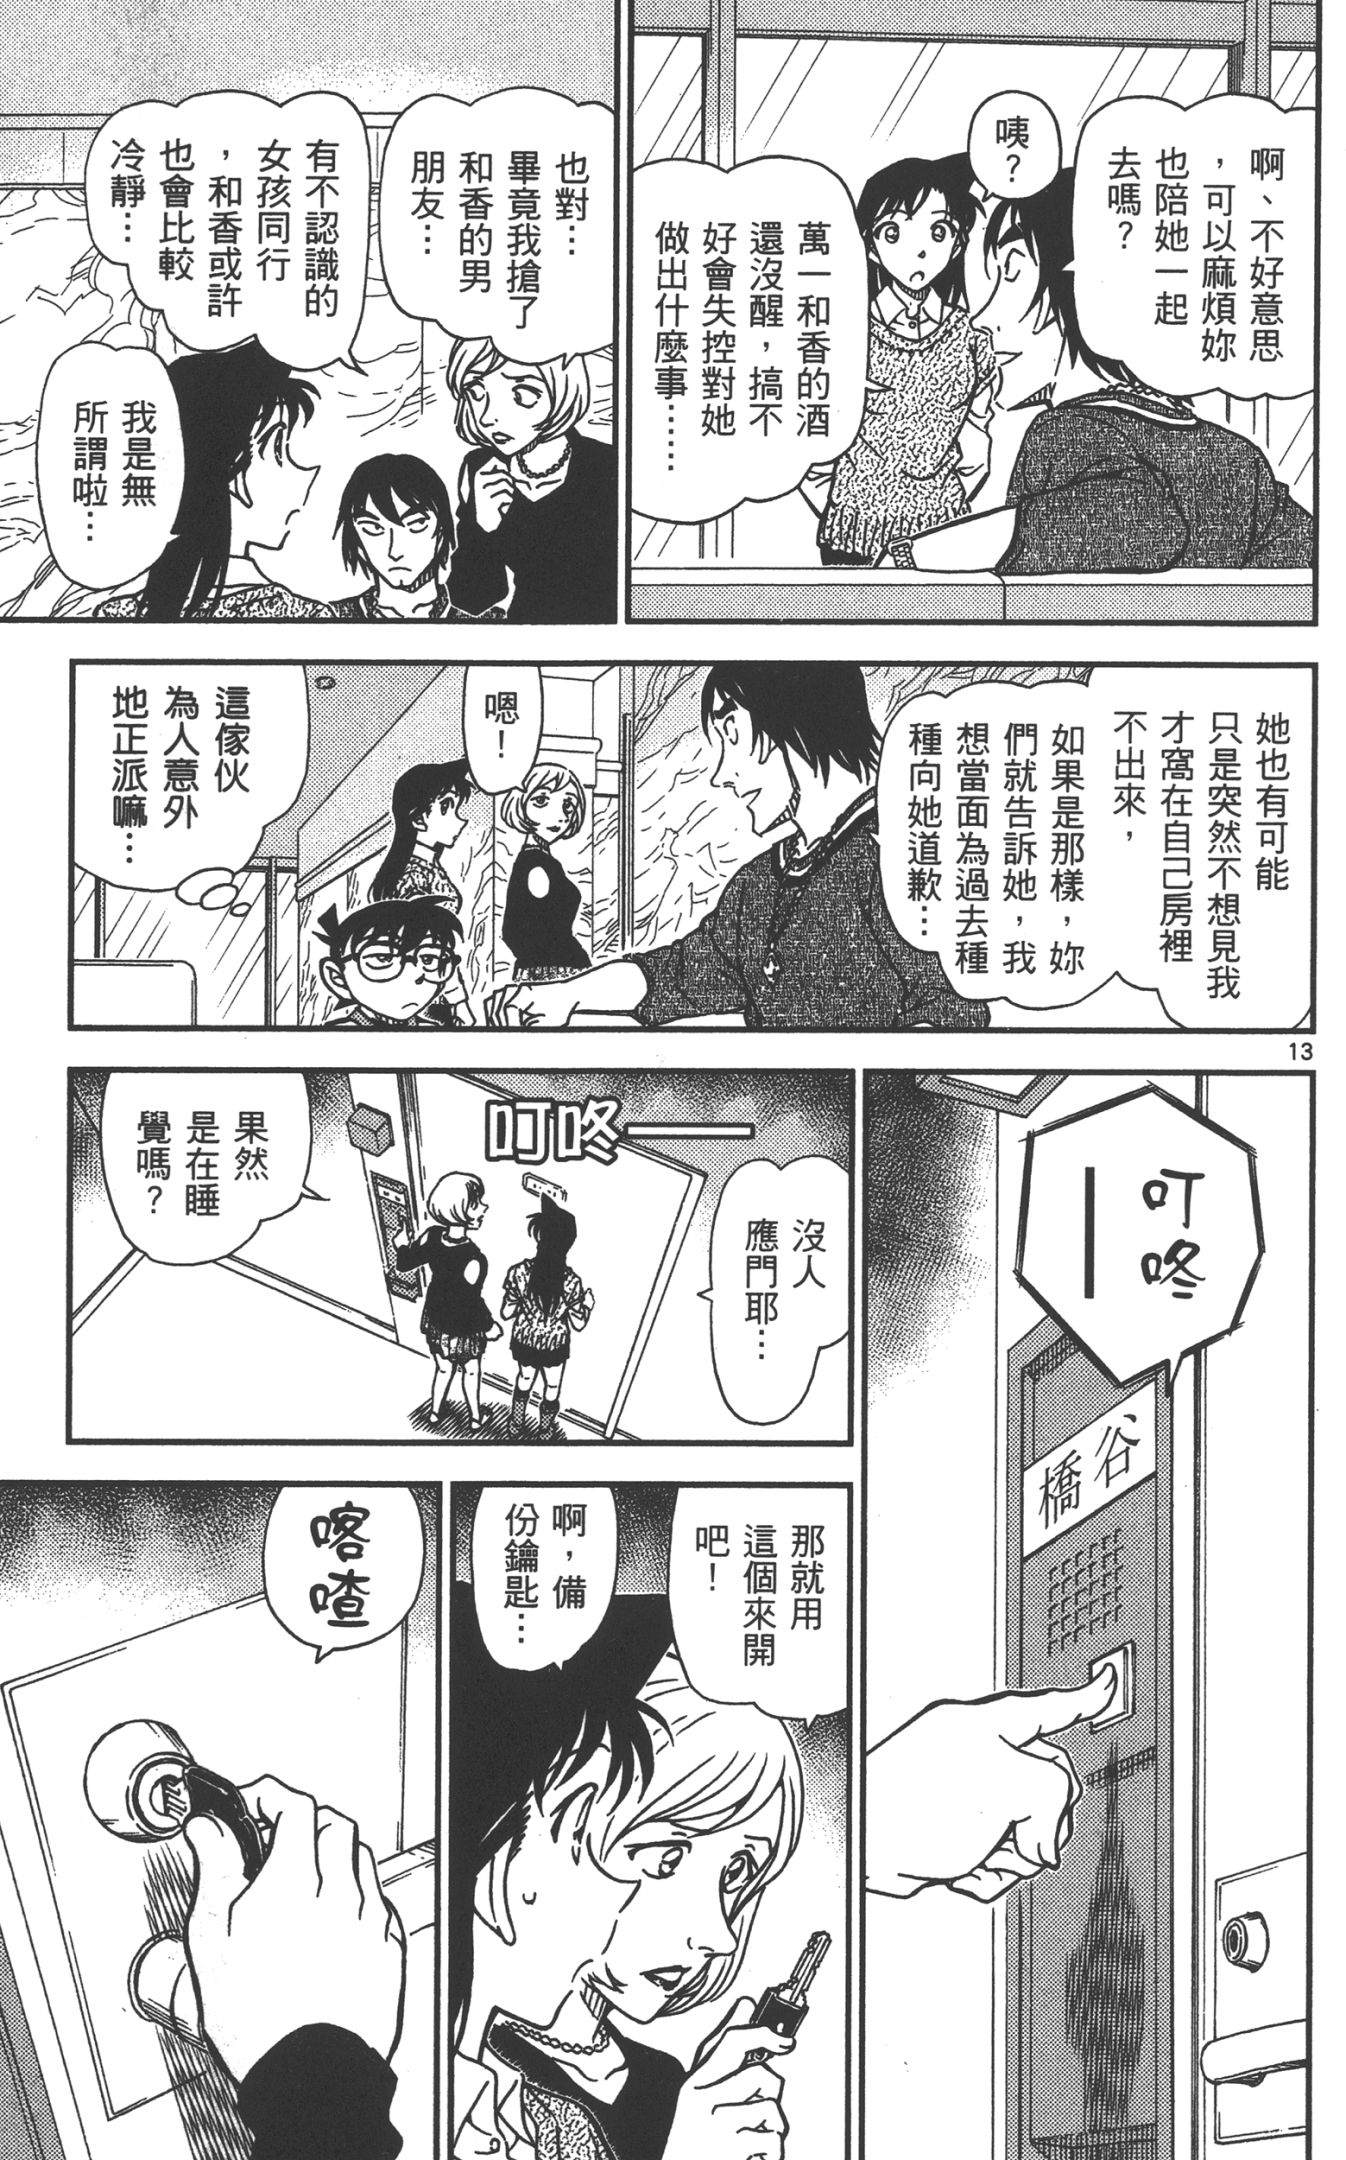 啊、不好意思
，可以麻煩妳
也陪她一起
去嗎？
咦？
萬一和香的酒
還沒醒，搞不
好會失控對她
做出什麼事……
也對…
畢竟我搶了
和香的男
朋友…
有不認識的
女孩同行
，和香或許
也會比較
冷靜…
我是無
所謂啦…
她也有可能
只是突然不想見我
才窩在自己房裡
不出來，
如果是那樣，妳
們就告訴她，我
想當面為過去種
種向她道歉…
嗯！
這傢伙
為人意外
地正派嘛…
13
叮咚—
谷橋
叮咚—
沒人
應門耶…
果然
是在睡
覺嗎？
那就用
這個來開
吧！
啊，備
份鑰匙…
喀喳